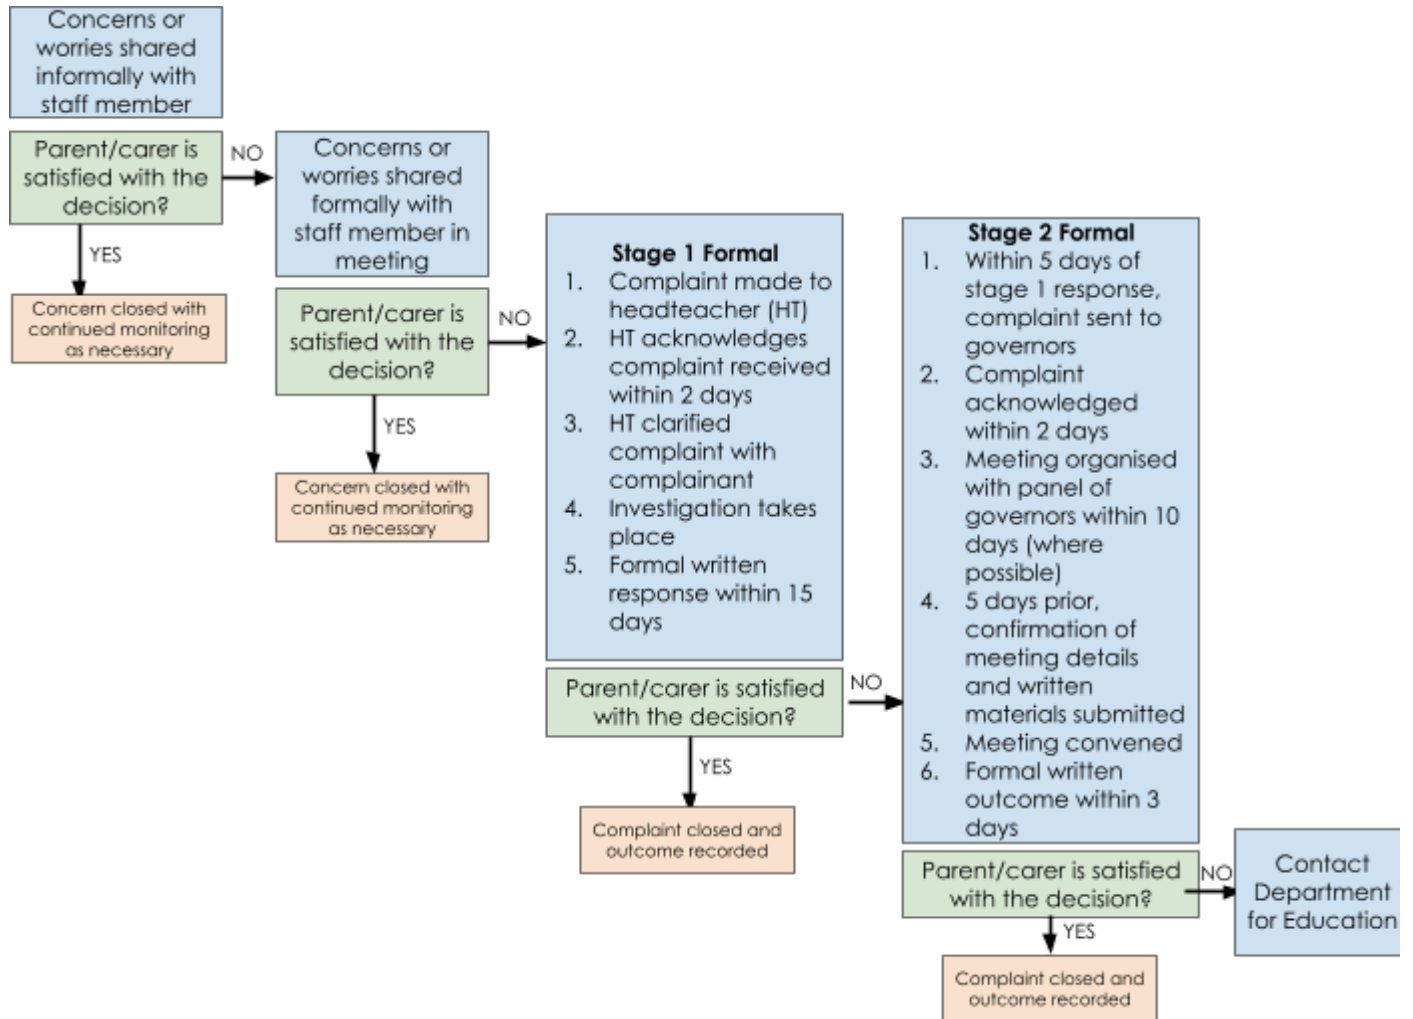 Concerns or
worries shared
informally with
staff member
Parent/carer is
satisfied with the
decision?
NO
YES
Concern closed with
continued monitoring
as necessary
Concerns or
worries shared
formally with
staff member in
meeting
Parent/carer is
satisfied with the
decision?
NO
YES
Concern closed with
continued monitoring
as necessary
Stage 1 Formal
1. Complaint made to
headteacher (HT)
2. HT acknowledges
complaint received
within 2 days
3. HT clarified
complaint with
complainant
4. Investigation takes
place
5. Formal written
response within 15
days
Parent/carer is satisfied
with the decision?
NO
YES
Complaint closed and
outcome recorded
Stage 2 Formal
1. Within 5 days of
stage 1 response,
complaint sent to
governors
2. Complaint
acknowledged
within 2 days
3. Meeting organised
with panel of
governors within 10
days (where
possible)
4. 5 days prior,
confirmation of
meeting details
and written
materials submitted
5. Meeting convened
6. Formal written
outcome within 3
days
Parent/carer is satisfied
with the decision?
NO
YES
Complaint closed and
outcome recorded
Contact
Department
for Education